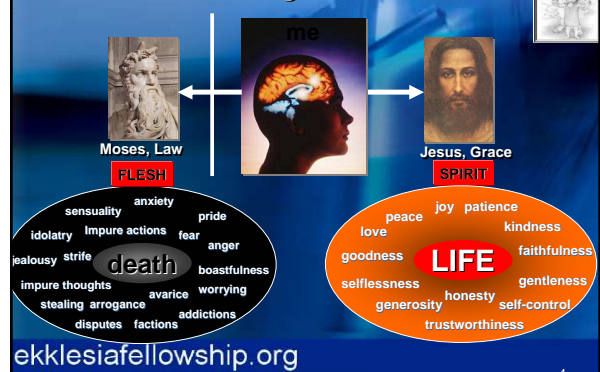 me
Moses, Law
Jesus, Grace
FLESH
SPIRIT
anxiety
sensuality
pride
Impure actions
idolatry
fear
anger
jealousy
strife
death
boastfulness
impure thoughts
worrying
avarice
stealing
arrogance
addictions
disputes
factions
joy
patience
peace
kindness
love
faithfulness
goodness
LIFE
gentleness
selflessness
honesty
generosity
self-control
trustworthiness
ekklesiafellowship.org